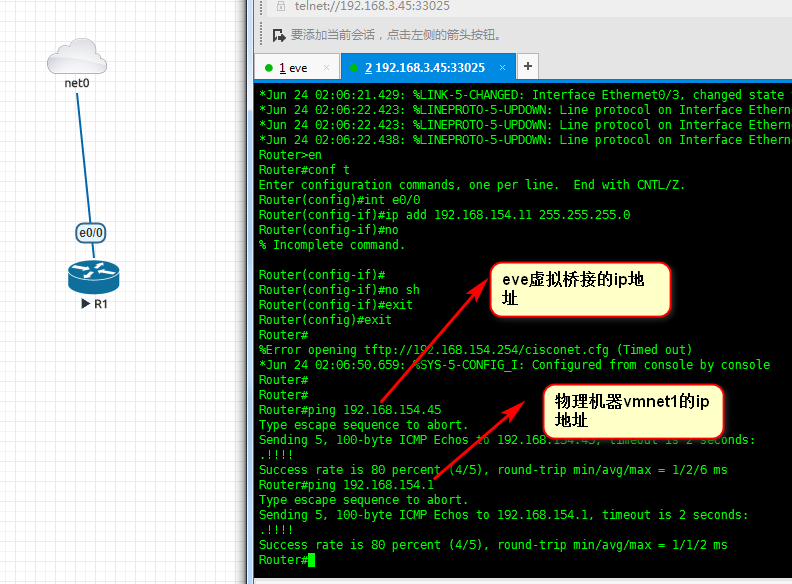 telnet://192.168.3.45:33025
要添加当前会话，点击左侧的箭头按钮。
1 eve ×
2 192.168.3.45:33025 × +
net0
e0/0
R1
*Jun 24 02:06:21.429: %LINK-5-CHANGED: Interface Ethernet0/3, changed state
*Jun 24 02:06:22.423: %LINEPROTO-5-UPDOWN: Line protocol on Interface Ethern
*Jun 24 02:06:22.423: %LINEPROTO-5-UPDOWN: Line protocol on Interface Ethern
*Jun 24 02:06:22.438: %LINEPROTO-5-UPDOWN: Line protocol on Interface Ethern
Router>en
Router#conf t
Enter configuration commands, one per line.  End with CNTL/Z.
Router(config)#int e0/0
Router(config-if)#ip add 192.168.154.11 255.255.255.0
Router(config-if)#no
% Incomplete command.
Router(config-if)#
Router(config-if)#no sh
Router(config-if)#exit
Router(config)#exit
Router#
%Error opening tftp://192.168.154.254/cisconet.cfg (Timed out)
*Jun 24 02:06:50.659: %SYS-5-CONFIG_I: Configured from console by console
Router#
Router#
Router#ping 192.168.154.45
Type escape sequence to abort.
Sending 5, 100-byte ICMP Echos to 192.168.154.45, timeout is 2 seconds:
.!!!!
Success rate is 80 percent (4/5), round-trip min/avg/max = 1/2/6 ms
Router#ping 192.168.154.1
Type escape sequence to abort.
Sending 5, 100-byte ICMP Echos to 192.168.154.1, timeout is 2 seconds:
.!!!!
Success rate is 80 percent (4/5), round-trip min/avg/max = 1/1/2 ms
Router#
eve虚拟桥接的ip地
址
物理机器vmnet1的ip
地址